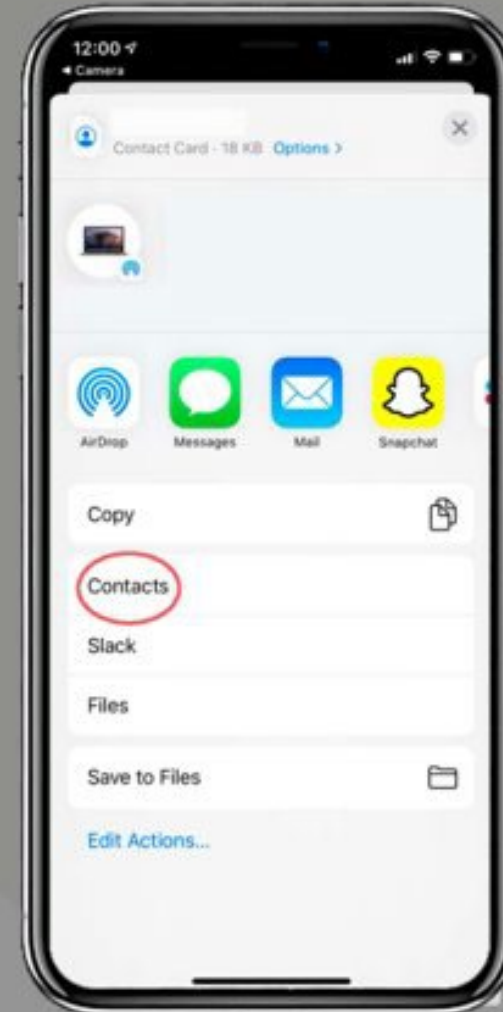 12:00
◀ Camera
Contact Card · 18 KB Options >
AirDrop Messages Mail Snapchat
Copy
Contacts
Slack
Files
Save to Files
Edit Actions...